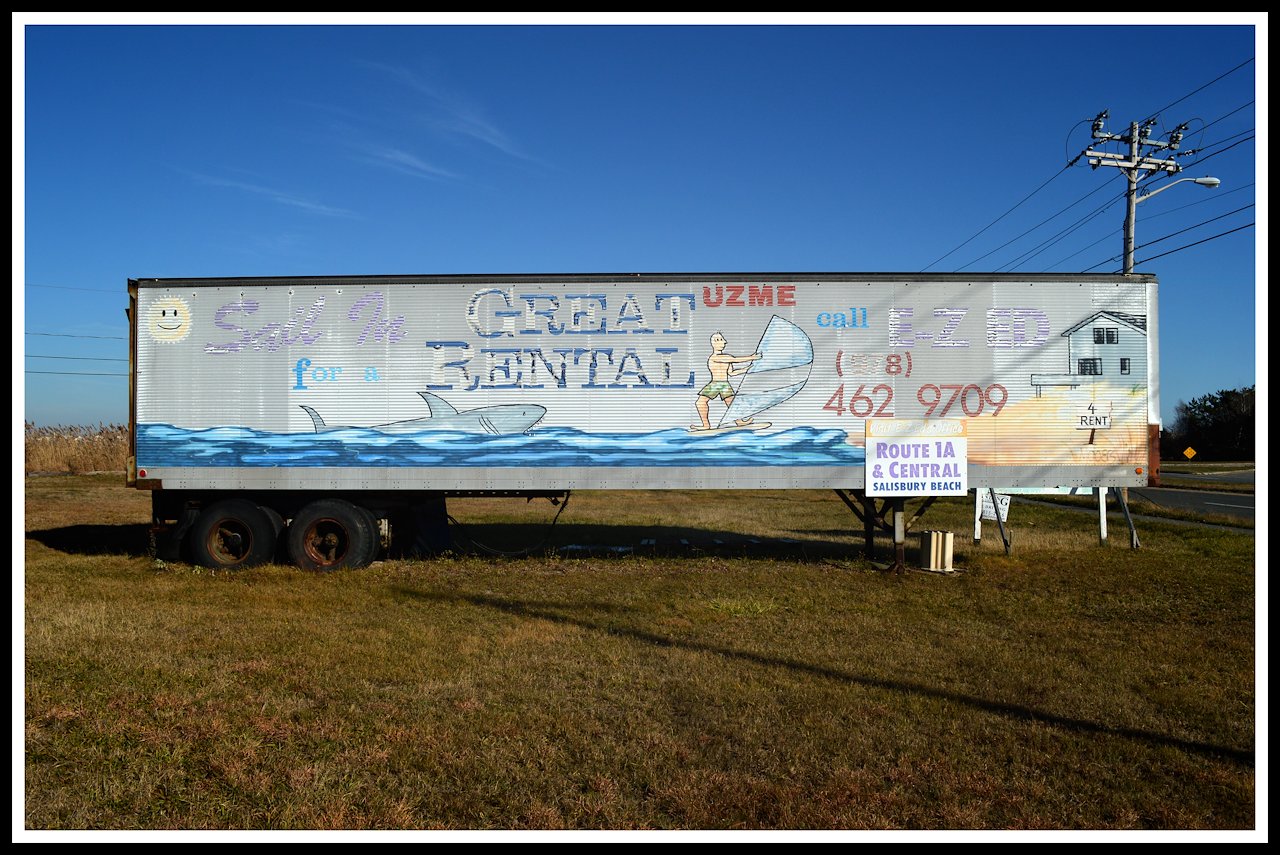 Sail In
for a
GREAT
RENTAL
UZME
call E-Z ED
(978)
462 9709
4
RENT
ROUTE 1A
& CENTRAL
SALISBURY BEACH